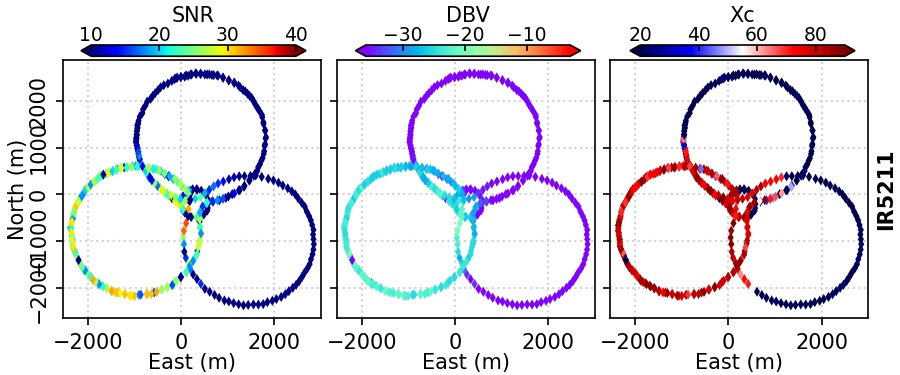 SNR DBV Xc
10 20 30 40 −30 −20 −10 20 40 60 80
North (m)
2000
1000
0
−1000
−2000
−2000 0 2000 −2000 0 2000 −2000 0 2000
East (m) East (m) East (m)
IR5211